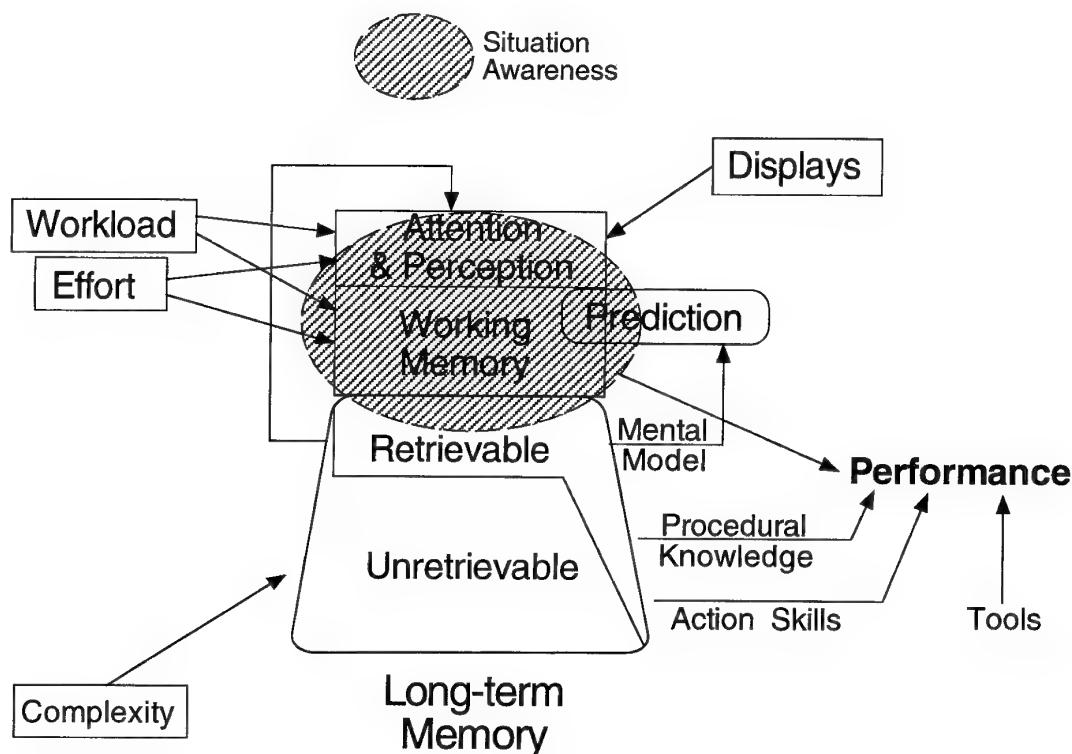 Situation
Awareness
Displays
Workload
Attention
& Perception
Effort
Prediction
Working
Memory
Retrievable
Mental
Model
Performance
Procedural
Knowledge
Unretrievable
Action Skills
Tools
Complexity
Long-term
Memory